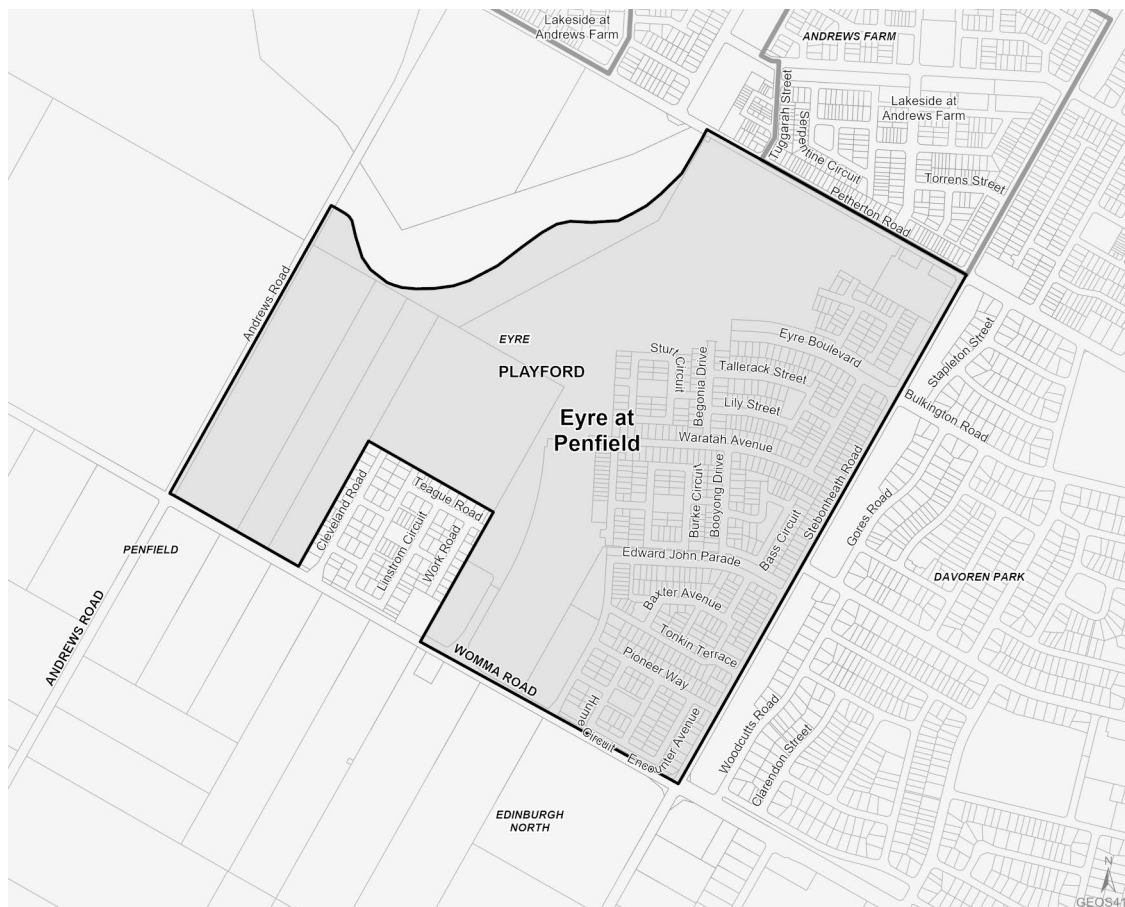 Lakeside at
Andrews Farm
ANDREWS FARM
Lakeside at
Andrews Farm
Tuggarah Street
Serpentine Circuit
Torrens Street
Petherton Road
Andrews Road
EYRE
PLAYFORD
Eyre at
Penfield
Eyre Boulevard
Stapleton Street
Sturt Circuit
Begonia Drive
Tallerack Street
Lily Street
Bulkington Road
Waratah Avenue
Burke Circuit
Booyong Drive
Stebonheath Road
Gores Road
Bass Circuit
Teague Road
Cleveland Road
Linstrom Circuit
Work Road
PENFIELD
Edward John Parade
DAVOREN PARK
Baxter Avenue
Tonkin Terrace
Pioneer Way
ANDREWS ROAD
WOMMA ROAD
Hume Circuit
Encounter Avenue
Woodcutts Road
Clarendon Street
EDINBURGH
NORTH
N
GEOS41